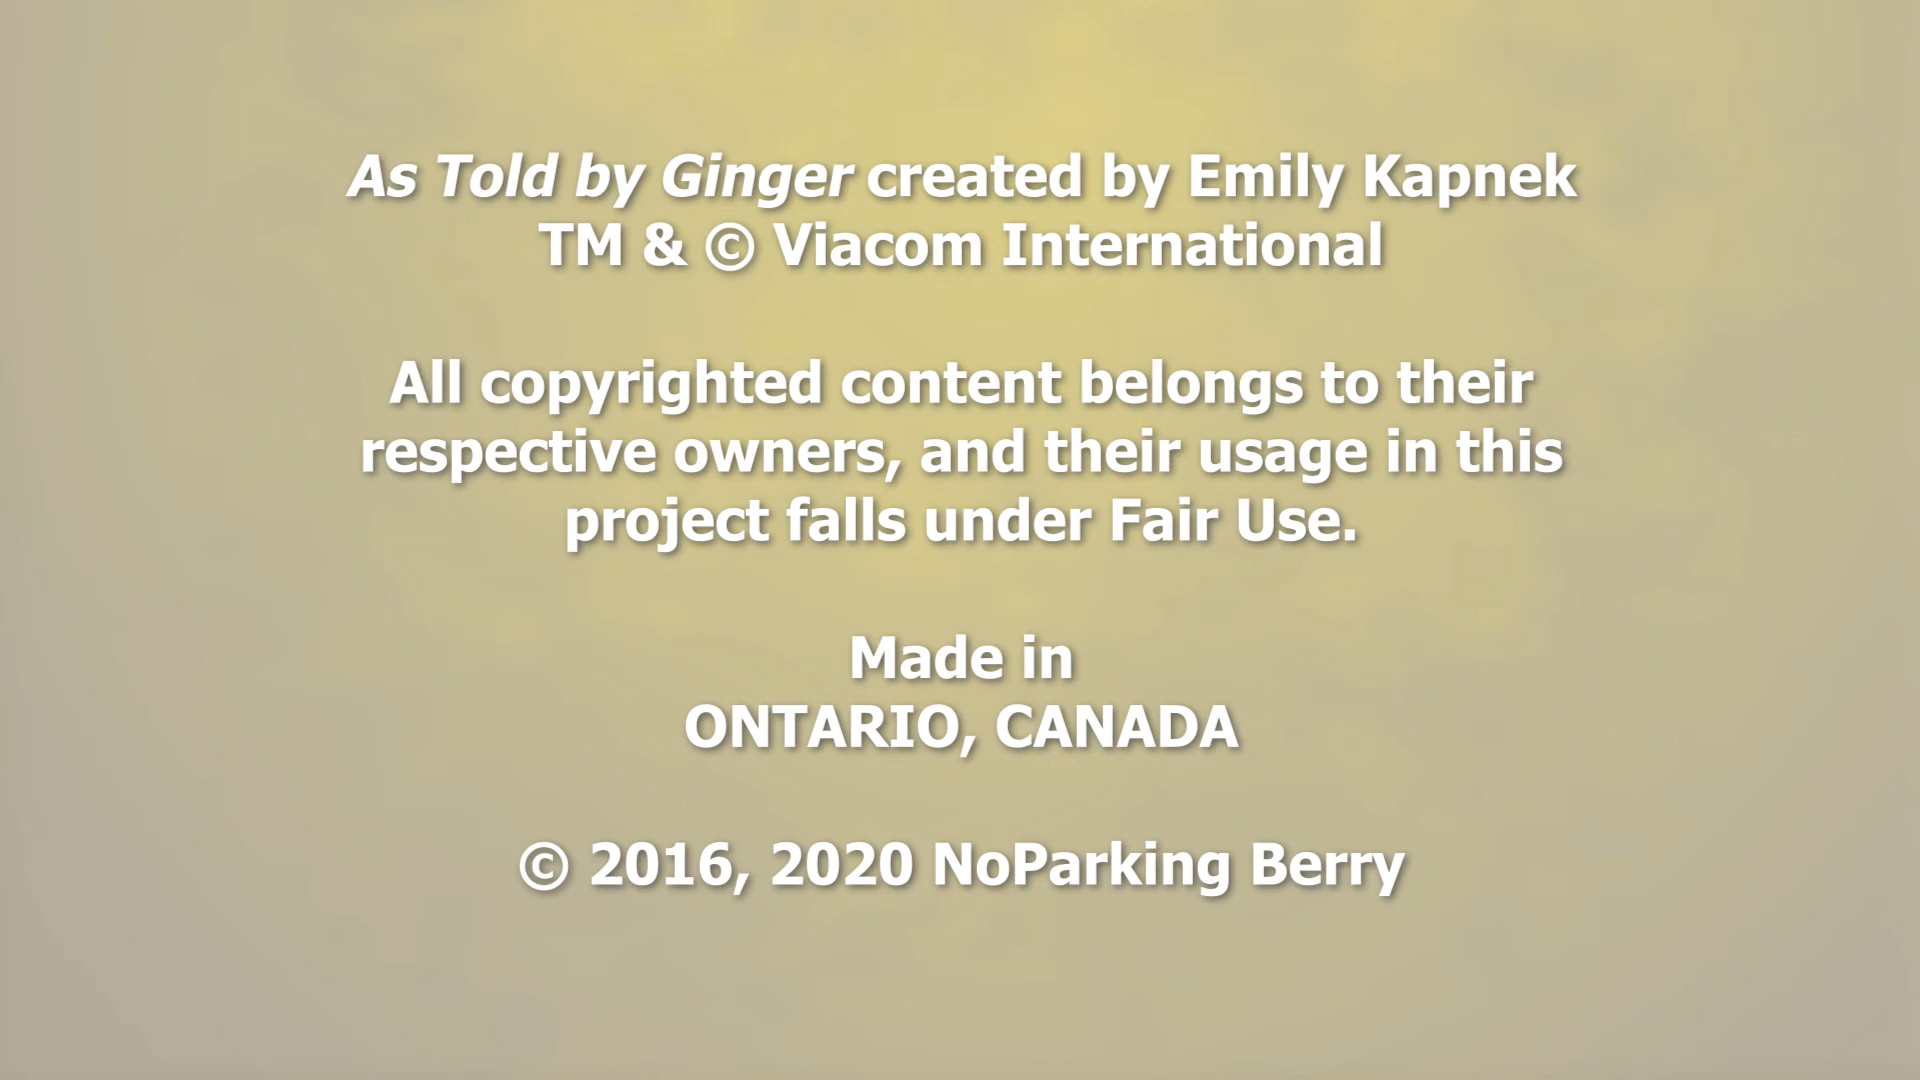 As Told by Ginger created by Emily Kapnek
TM & © Viacom International
All copyrighted content belongs to their
respective owners, and their usage in this
project falls under Fair Use.
Made in
ONTARIO, CANADA
© 2016, 2020 NoParking Berry